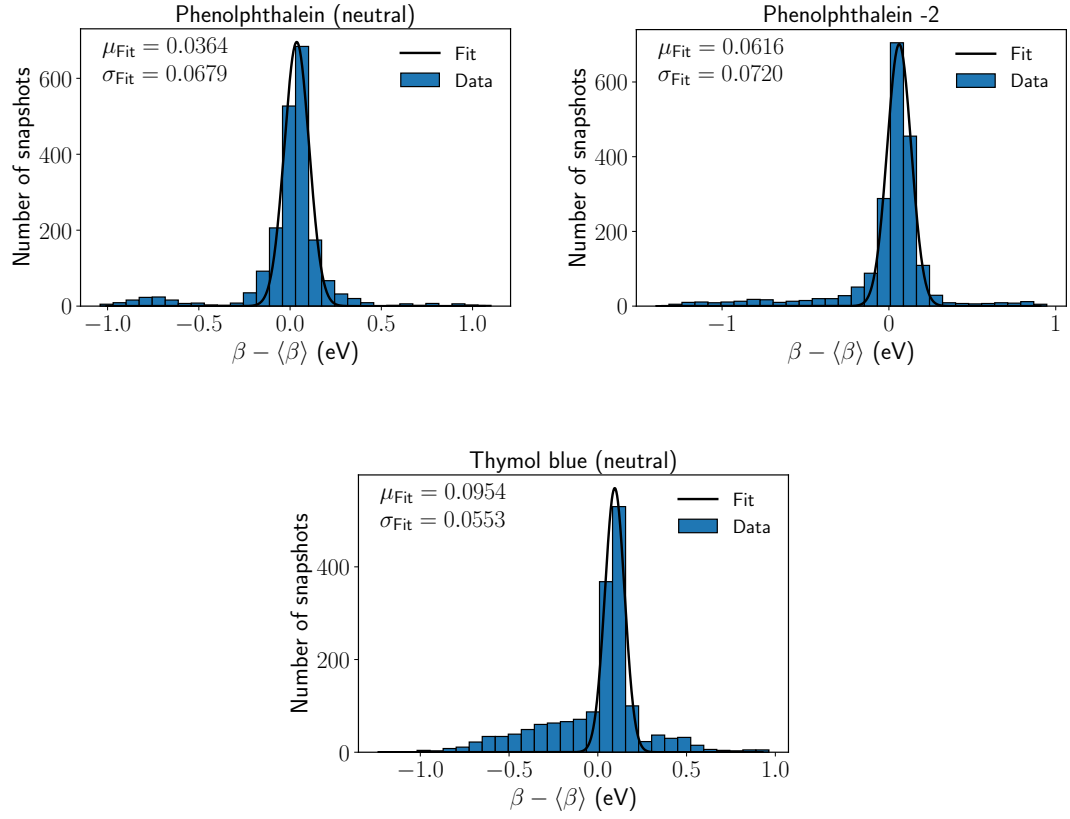 Phenolphthalein (neutral)
μFit = 0.0364
σFit = 0.0679
Fit
Data
Number of snapshots
600
400
200
0
−1.0 −0.5 0.0 0.5 1.0
β − ⟨β⟩ (eV)
Phenolphthalein -2
μFit = 0.0616
σFit = 0.0720
Fit
Data
Number of snapshots
600
400
200
0
−1 0 1
β − ⟨β⟩ (eV)
Thymol blue (neutral)
μFit = 0.0954
σFit = 0.0553
Fit
Data
Number of snapshots
400
200
0
−1.0 −0.5 0.0 0.5 1.0
β − ⟨β⟩ (eV)